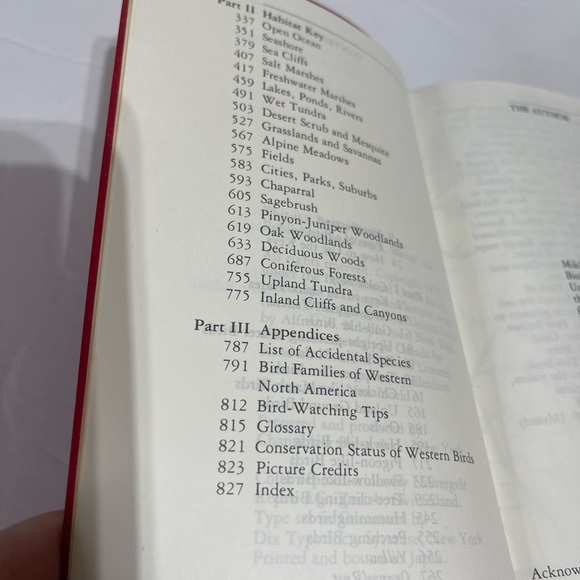 Part II Habitat Key
337 Open Ocean
351 Seashore
379 Sea Cliffs
407 Salt Marshes
417 Freshwater Marshes
459 Lakes, Ponds, Rivers
491 Wet Tundra
503 Desert Scrub and Mesquite
527 Grasslands and Savannas
567 Alpine Meadows
575 Fields
583 Cities, Parks, Suburbs
593 Chaparral
605 Sagebrush
613 Pinyon-Juniper Woodlands
619 Oak Woodlands
633 Deciduous Woods
687 Coniferous Forests
755 Upland Tundra
775 Inland Cliffs and Canyons
Part III Appendices
787 List of Accidental Species
791 Bird Families of Western
North America
812 Bird-Watching Tips
815 Glossary
821 Conservation Status of Western Birds
823 Picture Credits
827 Index
Acknow